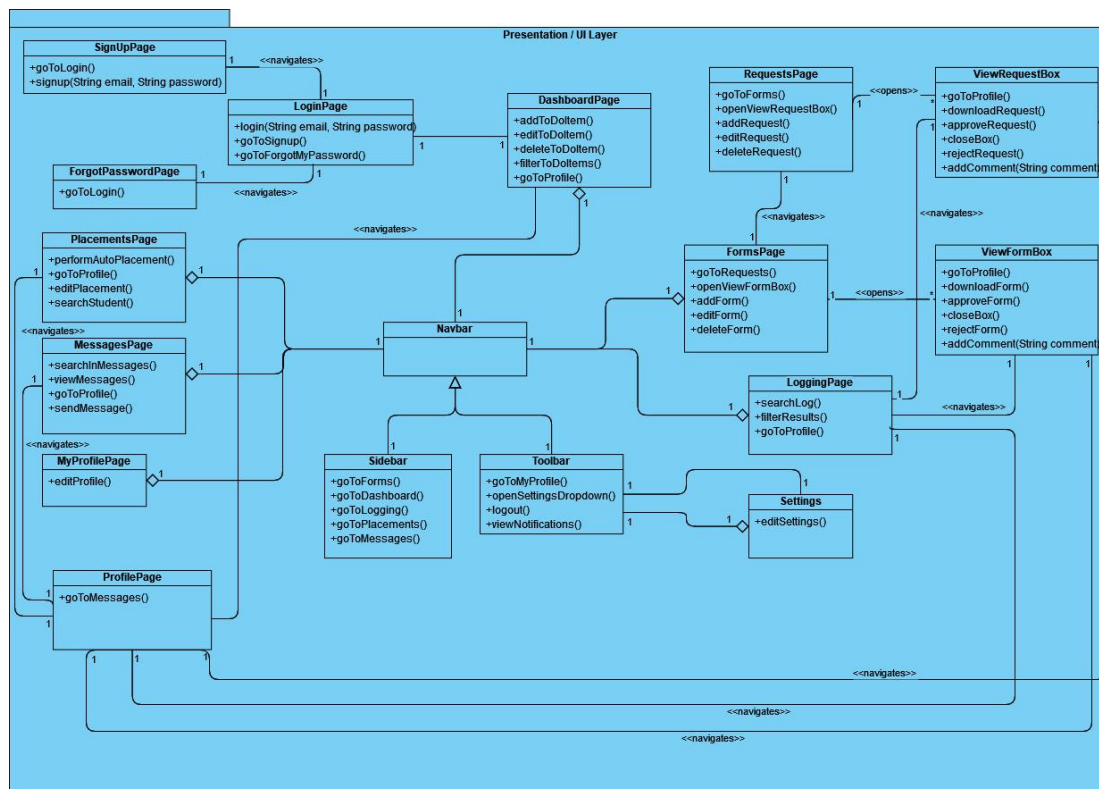 Presentation / UI Layer
SignUpPage
+goToLogin()
+signup(String email, String password)
1
<<navigates>>
1
LoginPage
+login(String email, String password)
+goToSignup()
+goToForgotMyPassword()
1
1
1
1
<<navigates>>
ForgotPasswordPage
+goToLogin()
DashboardPage
+addToDoItem()
+editToDoItem()
+deleteToDoItem()
+filterToDoItems()
+goToProfile()
1
<<navigates>>
RequestsPage
+goToForms()
+openViewRequestBox()
+addRequest()
+editRequest()
+deleteRequest()
1
<<opens>>
*
1
ViewRequestBox
+goToProfile()
+downloadRequest()
+approveRequest()
+closeBox()
+rejectRequest()
+addComment(String comment)
1
<<navigates>>
1
<<navigates>>
PlacementsPage
+performAutoPlacement()
+goToProfile()
+editPlacement()
+searchStudent()
1
1
<<navigates>>
FormsPage
+goToRequests()
+openViewFormBox()
+addForm()
+editForm()
+deleteForm()
1
1
<<opens>>
*
ViewFormBox
+goToProfile()
+downloadForm()
+approveForm()
+closeBox()
+rejectForm()
+addComment(String comment)
1
1
1
Navbar
1
1
MessagesPage
+searchInMessages()
+viewMessages()
+goToProfile()
+sendMessage()
1
1
<<navigates>>
LoggingPage
+searchLog()
+filterResults()
+goToProfile()
1
1
1
<<navigates>>
MyProfilePage
+editProfile()
1
1
Sidebar
+goToForms()
+goToDashboard()
+goToLogging()
+goToPlacements()
+goToMessages()
1
Toolbar
+goToMyProfile()
+openSettingsDropdown()
+logout()
+viewNotifications()
1
1
1
1
Settings
+editSettings()
ProfilePage
+goToMessages()
1
1
1
1
1
<<navigates>>
<<navigates>>
<<navigates>>